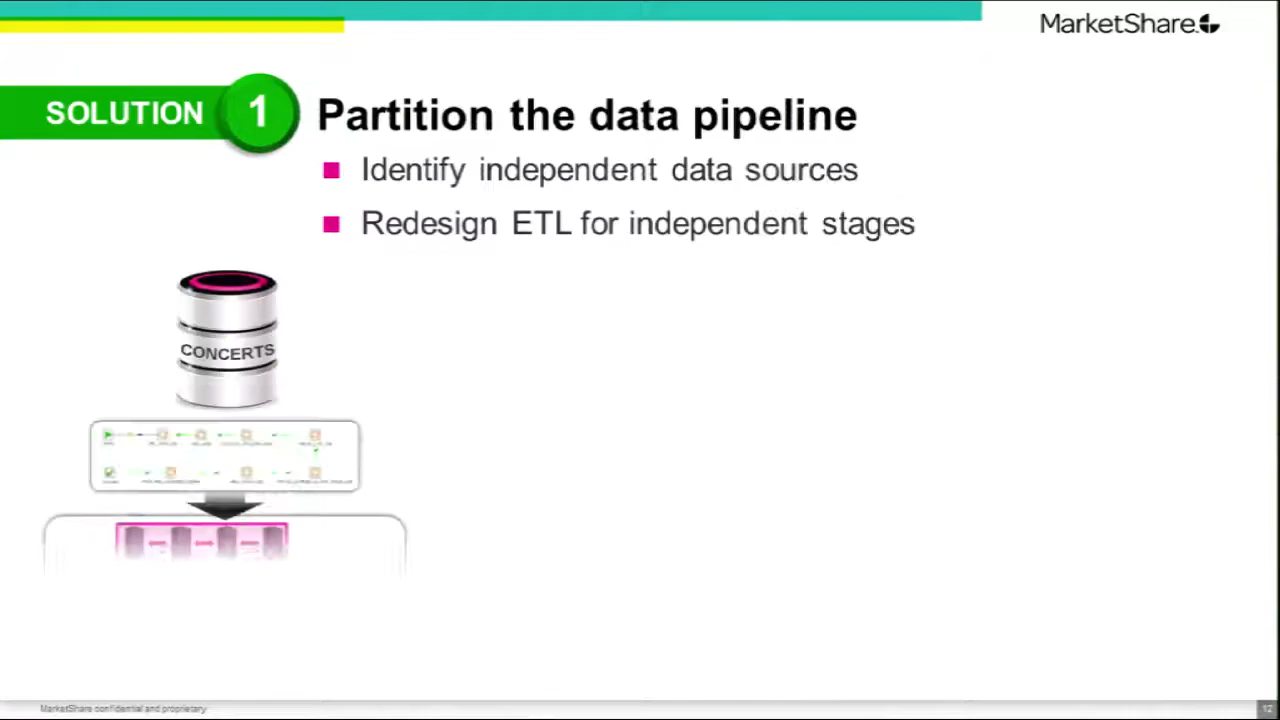 MarketShare
SOLUTION 1
Partition the data pipeline
Identify independent data sources
Redesign ETL for independent stages
CONCERTS
MarketShare confidential and proprietary
12